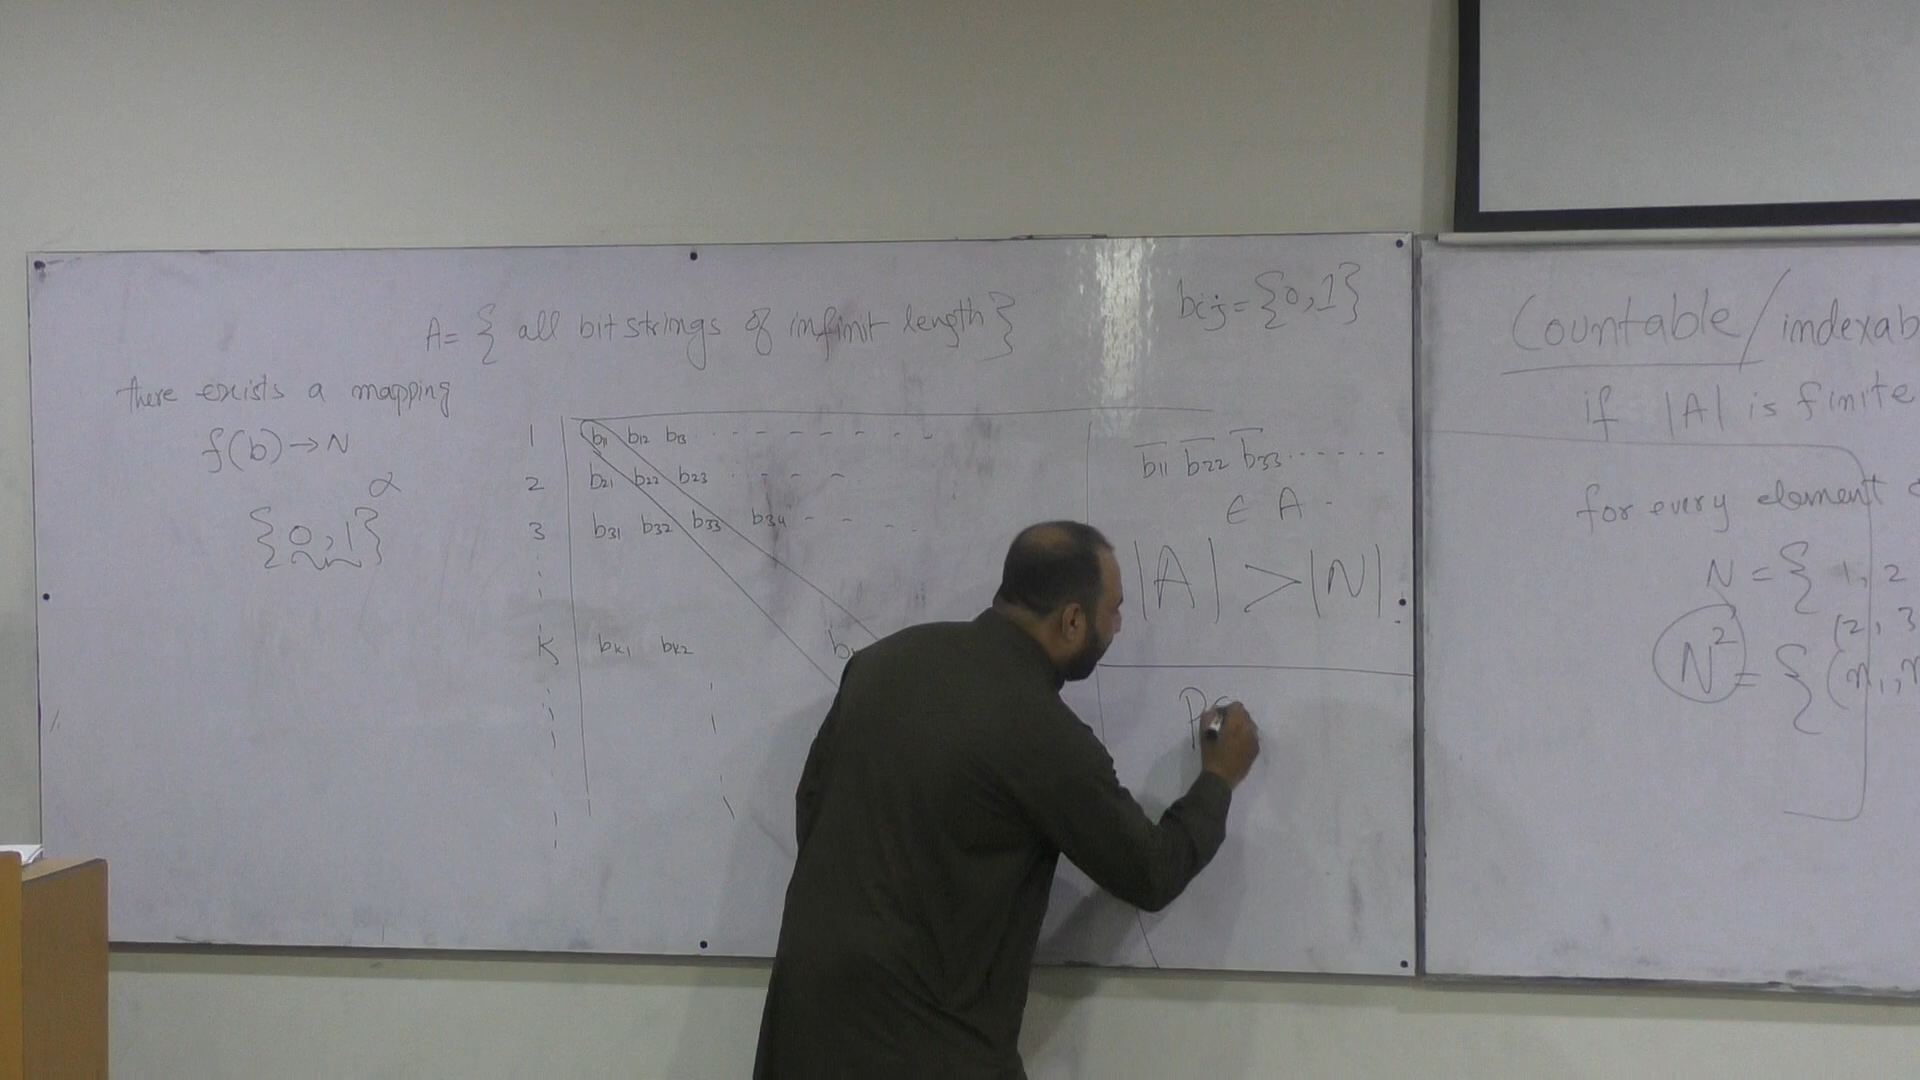 A = { all bit strings of infinit length }
bij = {0,1}
there exists a mapping
f(b) → N
{0,1}^α
1 b11 b12 b13 . - - - - - - -
2 b21 b22 b23 . - - -
3 b31 b32 b33 b34 - - - .
K bK1 bK2
b̅11 b̅22 b̅33 ......
∈ A
|A| > |N|
Countable / indexab
if |A| is finite
for every element
N = { 1, 2
(2, 3
N² = { (n1, n